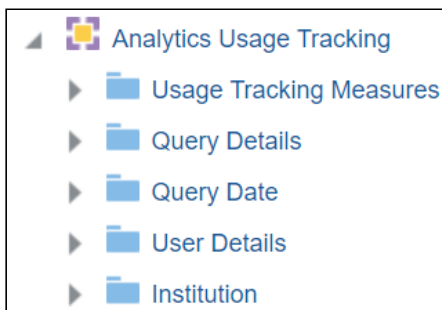 Analytics Usage Tracking
Usage Tracking Measures
Query Details
Query Date
User Details
Institution